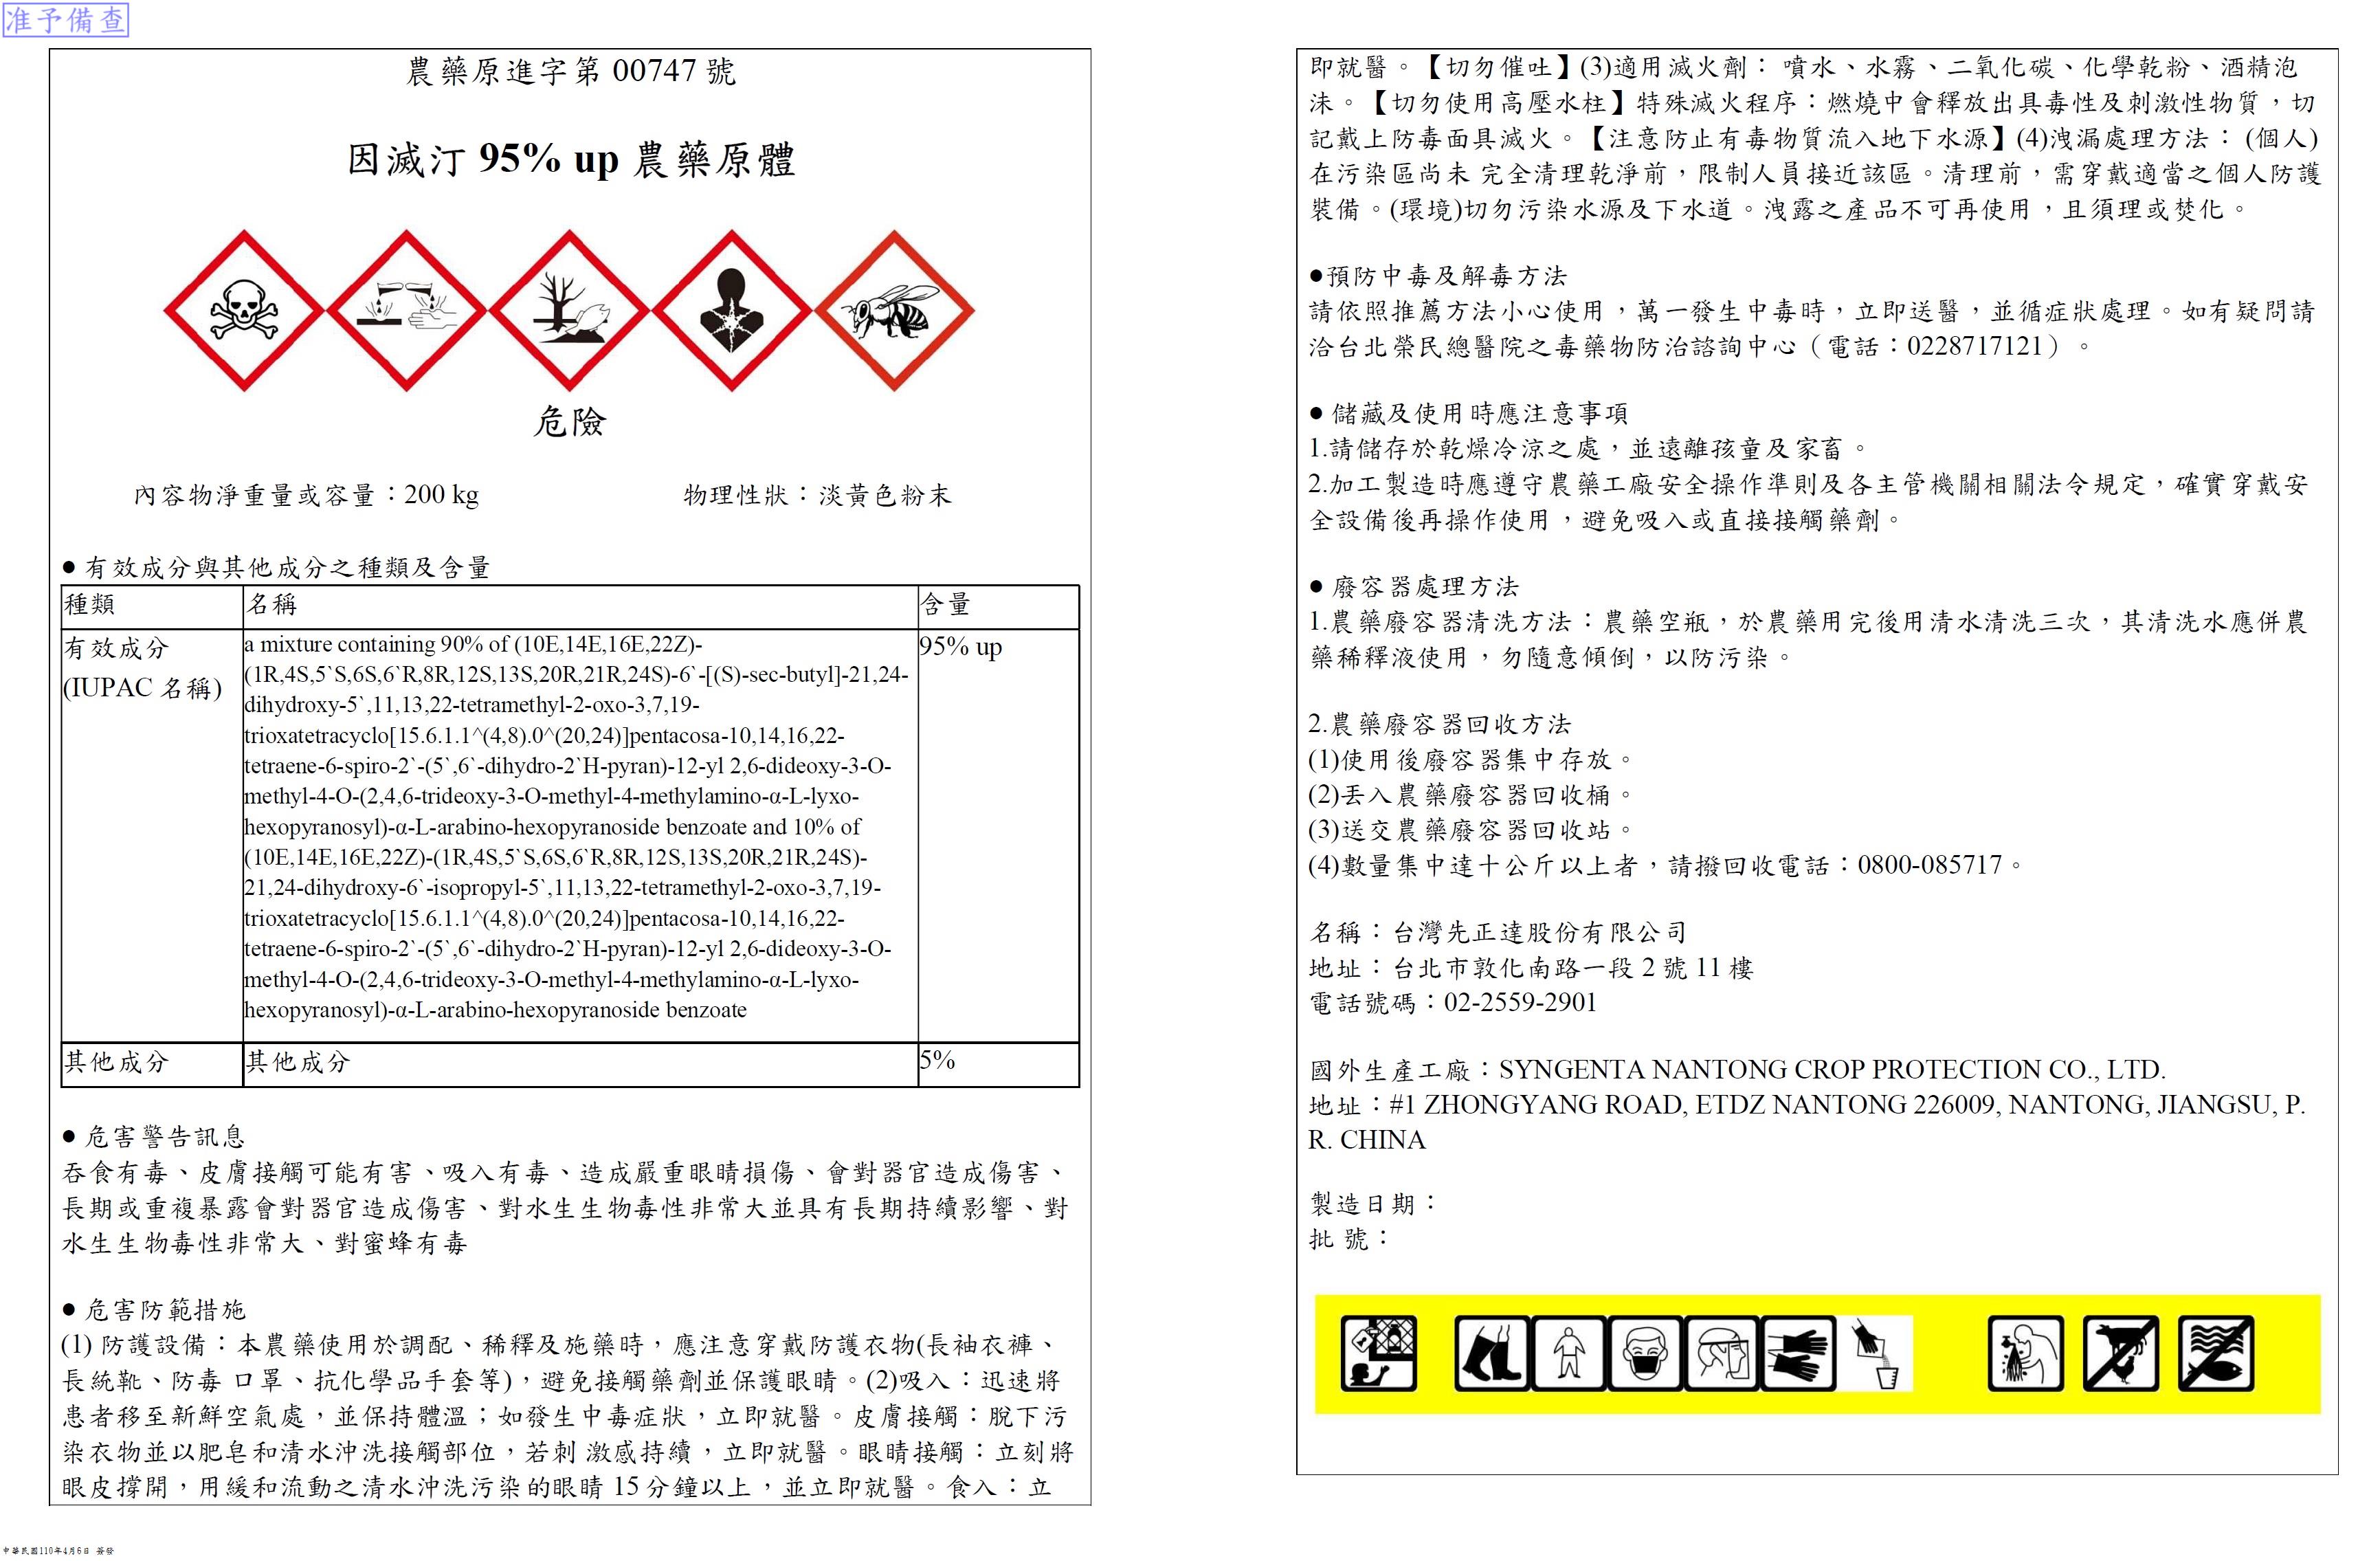 准予備查
農藥原進字第 00747 號
因滅汀 95% up 農藥原體
危險
內容物淨重量或容量：200 kg 物理性狀：淡黃色粉末
● 有效成分與其他成分之種類及含量
種類 名稱 含量
有效成分 (IUPAC 名稱)
a mixture containing 90% of (10E,14E,16E,22Z)-
(1R,4S,5`S,6S,6`R,8R,12S,13S,20R,21R,24S)-6`-[(S)-sec-butyl]-21,24-
dihydroxy-5`,11,13,22-tetramethyl-2-oxo-3,7,19-
trioxatetracyclo[15.6.1.1^(4,8).0^(20,24)]pentacosa-10,14,16,22-
tetraene-6-spiro-2`-(5`,6`-dihydro-2`H-pyran)-12-yl 2,6-dideoxy-3-O-
methyl-4-O-(2,4,6-trideoxy-3-O-methyl-4-methylamino-α-L-lyxo-
hexopyranosyl)-α-L-arabino-hexopyranoside benzoate and 10% of
(10E,14E,16E,22Z)-(1R,4S,5`S,6S,6`R,8R,12S,13S,20R,21R,24S)-
21,24-dihydroxy-6`-isopropyl-5`,11,13,22-tetramethyl-2-oxo-3,7,19-
trioxatetracyclo[15.6.1.1^(4,8).0^(20,24)]pentacosa-10,14,16,22-
tetraene-6-spiro-2`-(5`,6`-dihydro-2`H-pyran)-12-yl 2,6-dideoxy-3-O-
methyl-4-O-(2,4,6-trideoxy-3-O-methyl-4-methylamino-α-L-lyxo-
hexopyranosyl)-α-L-arabino-hexopyranoside benzoate
95% up
其他成分 其他成分 5%
● 危害警告訊息
吞食有毒、皮膚接觸可能有害、吸入有毒、造成嚴重眼睛損傷、會對器官造成傷害、
長期或重複暴露會對器官造成傷害、對水生生物毒性非常大並具有長期持續影響、對
水生生物毒性非常大、對蜜蜂有毒
● 危害防範措施
(1) 防護設備：本農藥使用於調配、稀釋及施藥時，應注意穿戴防護衣物(長袖衣褲、
長統靴、防毒 口罩、抗化學品手套等)，避免接觸藥劑並保護眼睛。(2)吸入：迅速將
患者移至新鮮空氣處，並保持體溫；如發生中毒症狀，立即就醫。皮膚接觸：脫下污
染衣物並以肥皂和清水沖洗接觸部位，若刺 激感持續，立即就醫。眼睛接觸：立刻將
眼皮撐開，用緩和流動之清水沖洗污染的眼睛 15 分鐘以上，並立即就醫。食入：立
即就醫。【切勿催吐】(3)適用滅火劑： 噴水、水霧、二氧化碳、化學乾粉、酒精泡
沫。【切勿使用高壓水柱】特殊滅火程序：燃燒中會釋放出具毒性及刺激性物質，切
記戴上防毒面具滅火。【注意防止有毒物質流入地下水源】(4)洩漏處理方法： (個人)
在污染區尚未 完全清理乾淨前，限制人員接近該區。清理前，需穿戴適當之個人防護
裝備。(環境)切勿污染水源及下水道。洩露之產品不可再使用，且須理或焚化。
●預防中毒及解毒方法
請依照推薦方法小心使用，萬一發生中毒時，立即送醫，並循症狀處理。如有疑問請
洽台北榮民總醫院之毒藥物防治諮詢中心（電話：0228717121）。
● 儲藏及使用時應注意事項
1.請儲存於乾燥冷涼之處，並遠離孩童及家畜。
2.加工製造時應遵守農藥工廠安全操作準則及各主管機關相關法令規定，確實穿戴安
全設備後再操作使用，避免吸入或直接接觸藥劑。
● 廢容器處理方法
1.農藥廢容器清洗方法：農藥空瓶，於農藥用完後用清水清洗三次，其清洗水應併農
藥稀釋液使用，勿隨意傾倒，以防污染。
2.農藥廢容器回收方法
(1)使用後廢容器集中存放。
(2)丟入農藥廢容器回收桶。
(3)送交農藥廢容器回收站。
(4)數量集中達十公斤以上者，請撥回收電話：0800-085717。
名稱：台灣先正達股份有限公司
地址：台北市敦化南路一段 2 號 11 樓
電話號碼：02-2559-2901
國外生產工廠：SYNGENTA NANTONG CROP PROTECTION CO., LTD.
地址：#1 ZHONGYANG ROAD, ETDZ NANTONG 226009, NANTONG, JIANGSU, P.
R. CHINA
製造日期：
批 號：
中華民國110年4月6日 簽發